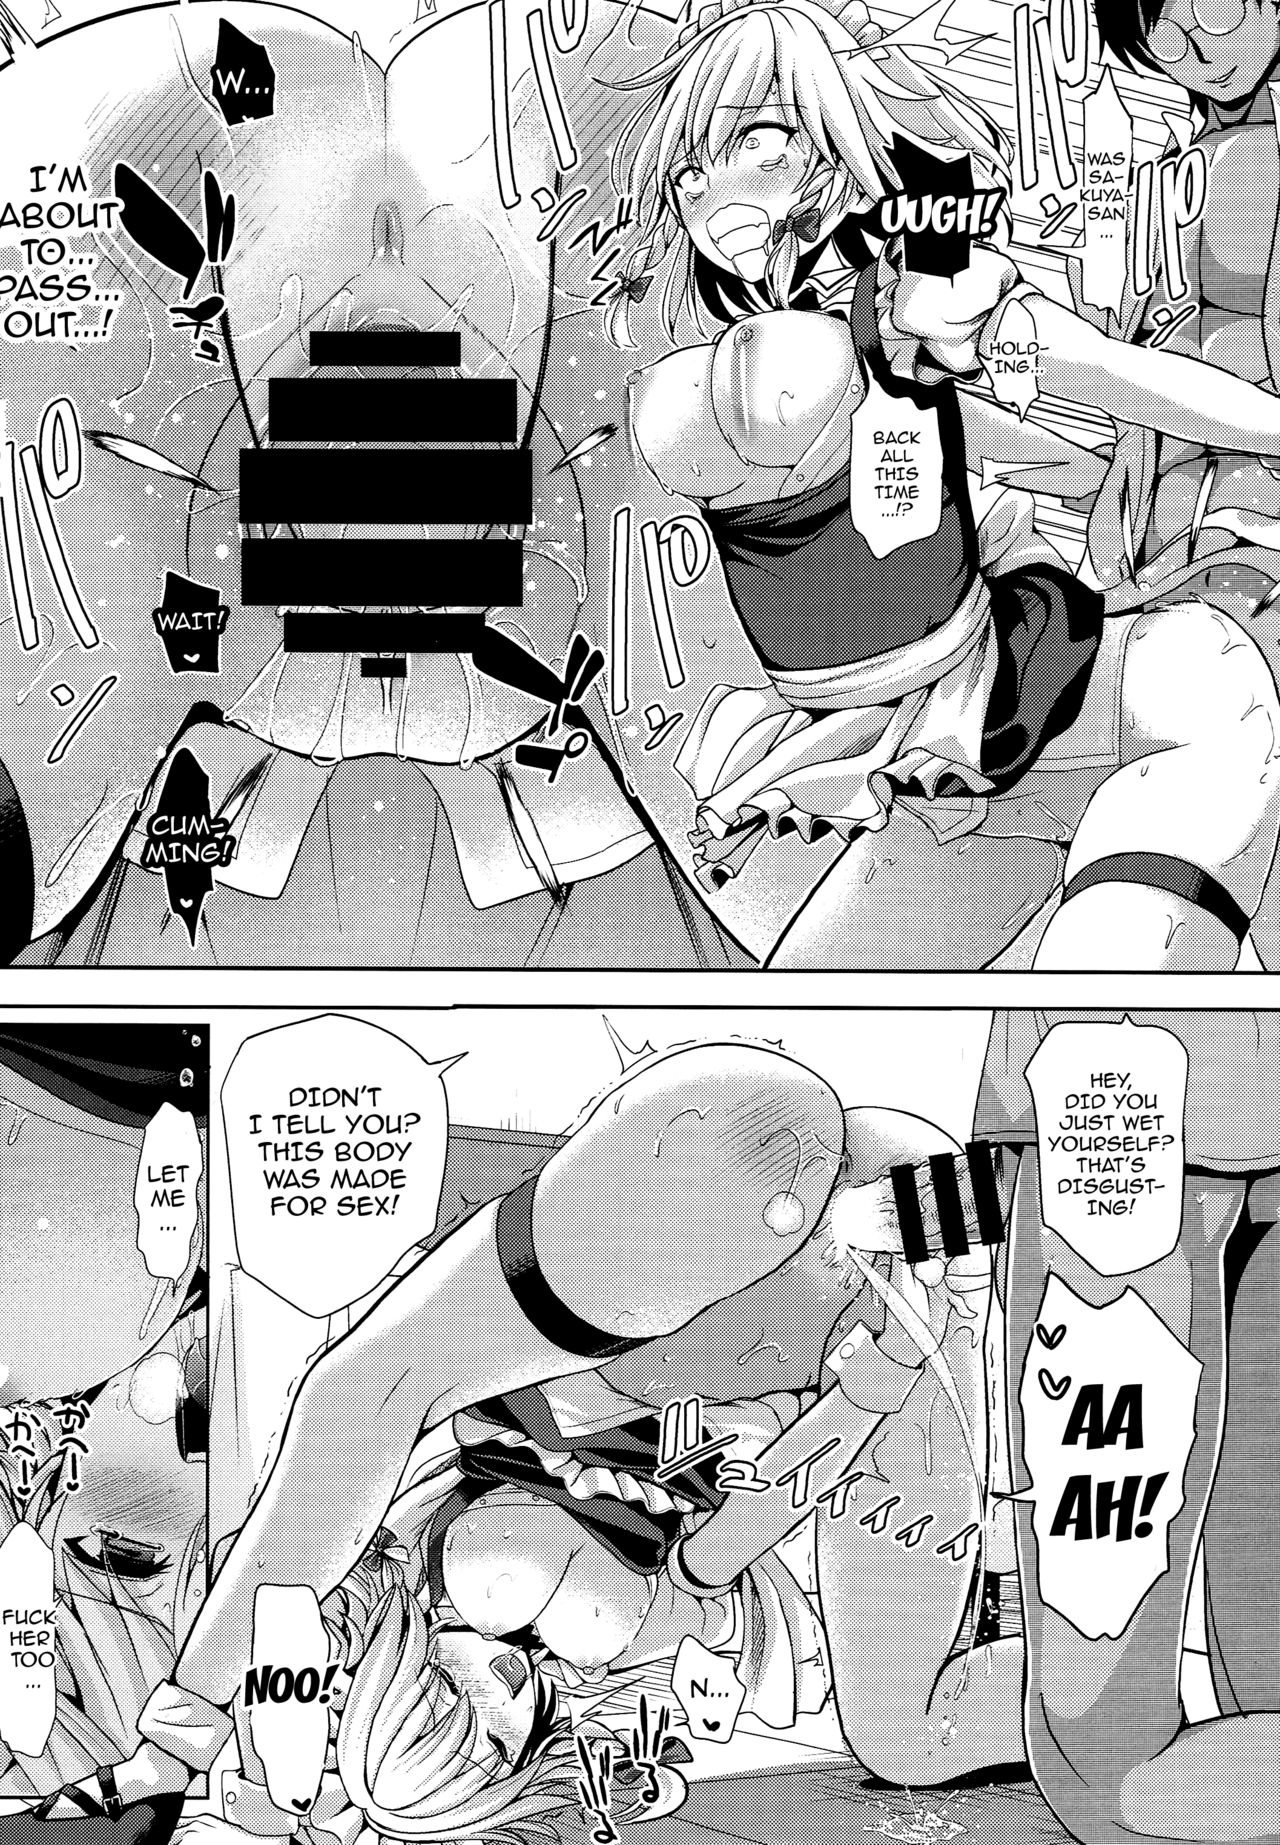 WAS
SA-
KUYA-
SAN
...
HOLD-
ING...
UUGH!
BACK
ALL
THIS
TIME
...!?
W...
I'M
ABOUT
TO...
PASS...
OUT...!
WAIT!
CUM-
MING!
HEY,
DID YOU
JUST WET
YOURSELF?
THAT'S
DISGUST-
ING!
AA
AH!
DIDN'T
I TELL YOU?
THIS BODY
WAS MADE
FOR SEX!
N...
NOO!
LET
ME
...
FUCK
HER
TOO
...